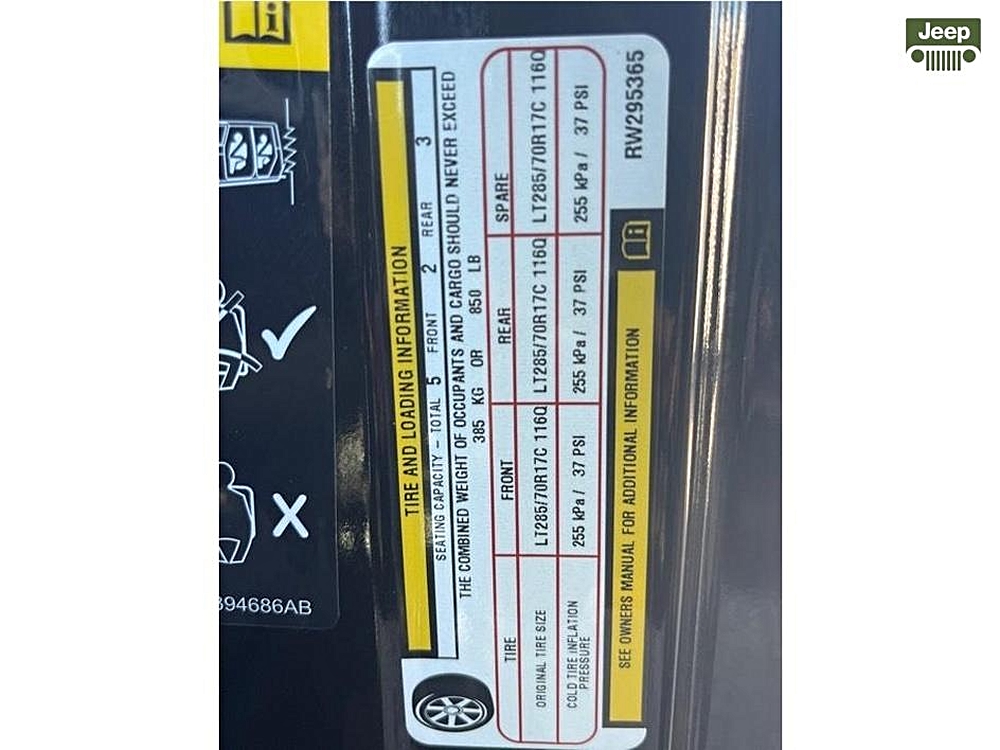 Jeep
TIRE AND LOADING INFORMATION
SEATING CAPACITY – TOTAL 5 FRONT 2 REAR 3
THE COMBINED WEIGHT OF OCCUPANTS AND CARGO SHOULD NEVER EXCEED
385 KG OR 850 LB
TIRE FRONT REAR SPARE
ORIGINAL TIRE SIZE LT285/70R17C 116Q LT285/70R17C 116Q LT285/70R17C 116Q
COLD TIRE INFLATION PRESSURE 255 kPa / 37 PSI 255 kPa / 37 PSI 255 kPa / 37 PSI
SEE OWNERS MANUAL FOR ADDITIONAL INFORMATION
RW295365
94686AB